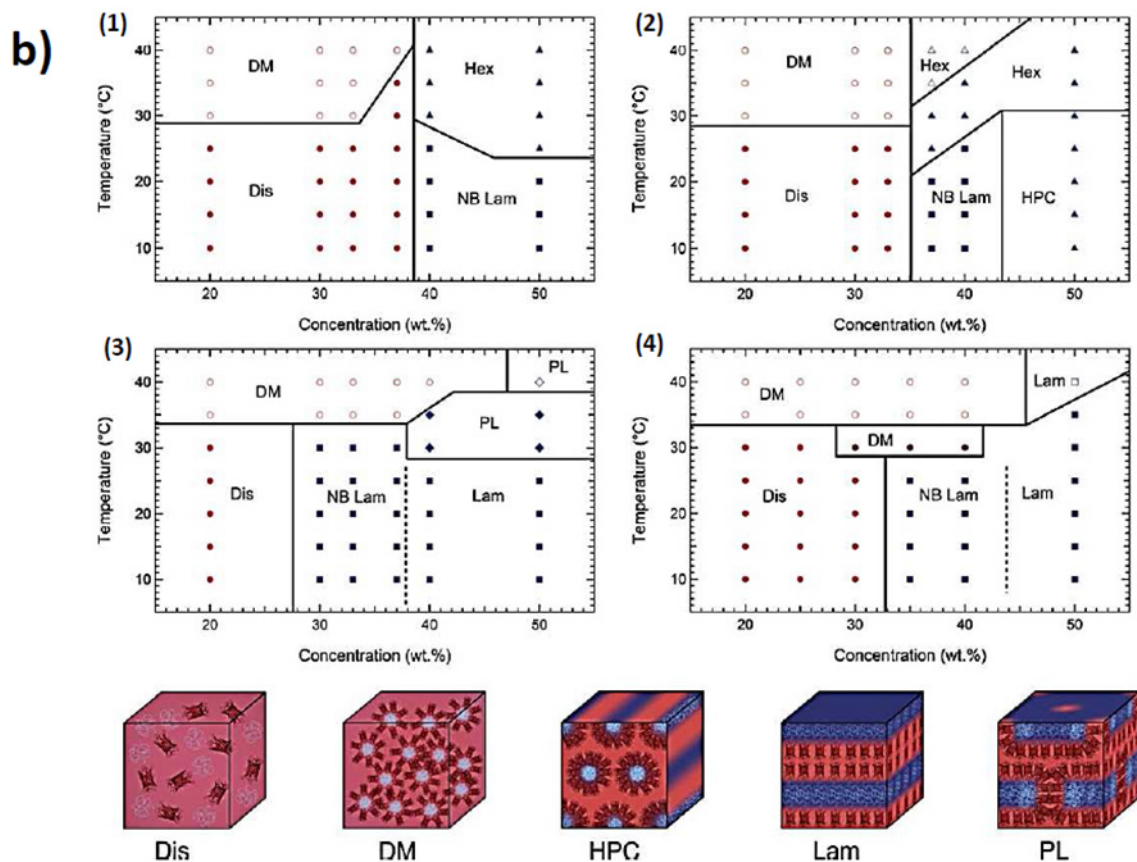 b)
(1)
(2)
Temperature (°C)
40
30
20
10
DM
Hex
Dis
NB Lam
20
30
40
50
Concentration (wt.%)
Temperature (°C)
40
30
20
10
DM
Hex
Hex
Dis
NB Lam
HPC
20
30
40
50
Concentration (wt.%)
(3)
(4)
Temperature (°C)
40
30
20
10
DM
PL
PL
Dis
NB Lam
Lam
20
30
40
50
Concentration (wt.%)
Temperature (°C)
40
30
20
10
DM
Lam
DM
Dis
NB Lam
Lam
20
30
40
50
Concentration (wt.%)
Dis
DM
HPC
Lam
PL